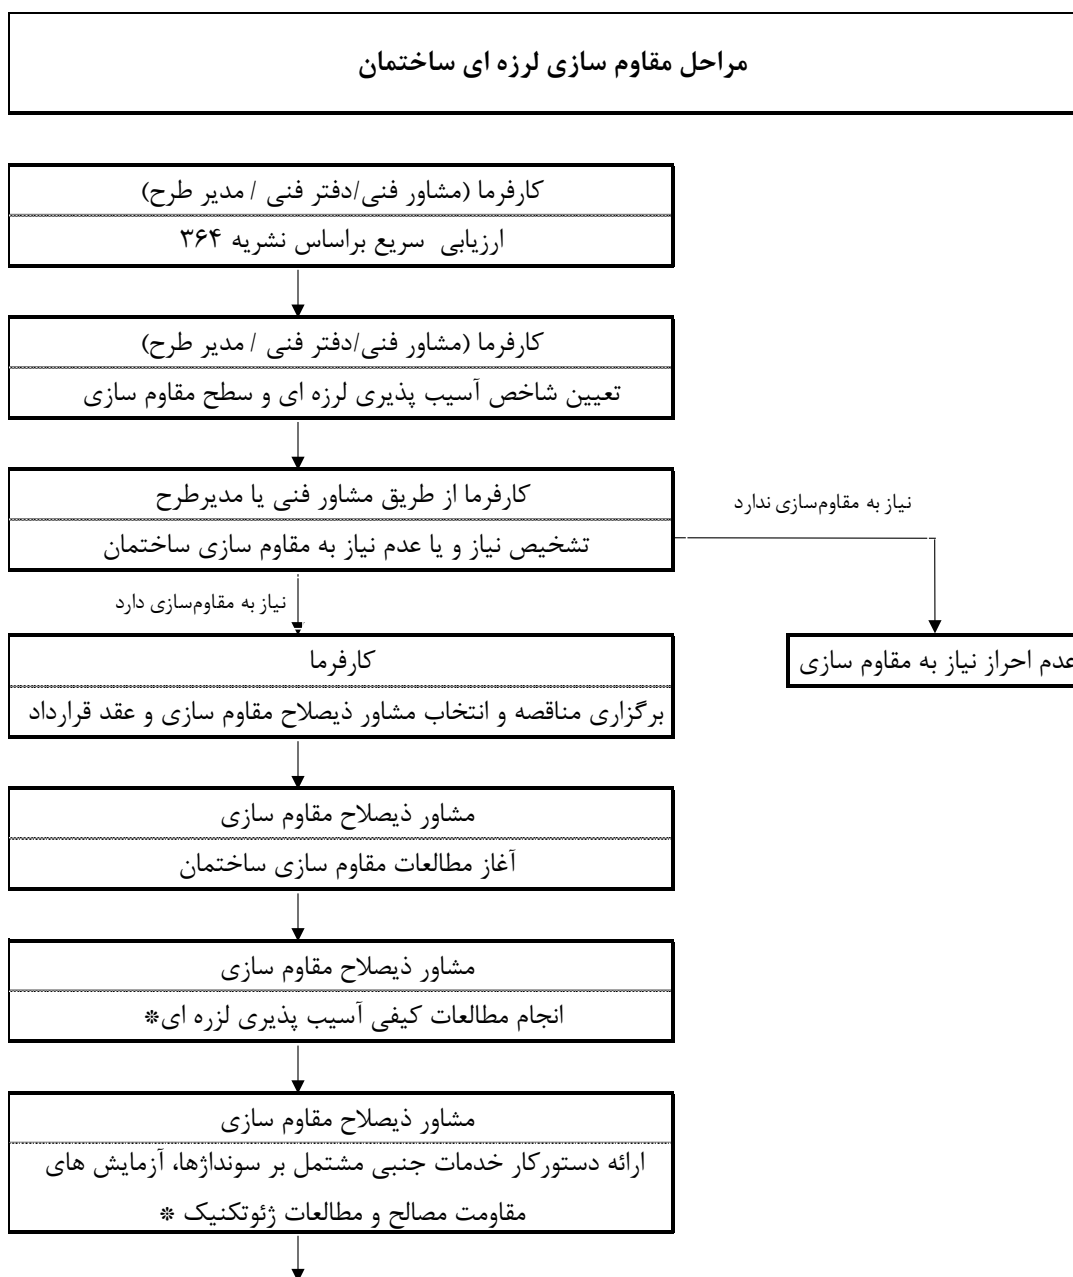 مراحل مقاوم سازی لرزه ای ساختمان
کارفرما (مشاور فنی/دفتر فنی / مدیر طرح)
ارزیابی سریع براساس نشریه ۳۶۴
کارفرما (مشاور فنی/دفتر فنی / مدیر طرح)
تعیین شاخص آسیب پذیری لرزه ای و سطح مقاوم سازی
کارفرما از طریق مشاور فنی یا مدیرطرح
تشخیص نیاز و یا عدم نیاز به مقاوم سازی ساختمان
نیاز به مقاوم‌سازی ندارد
عدم احراز نیاز به مقاوم سازی
نیاز به مقاوم‌سازی دارد
کارفرما
برگزاری مناقصه و انتخاب مشاور ذیصلاح مقاوم سازی و عقد قرارداد
مشاور ذیصلاح مقاوم سازی
آغاز مطالعات مقاوم سازی ساختمان
مشاور ذیصلاح مقاوم سازی
انجام مطالعات کیفی آسیب پذیری لزره ای*
مشاور ذیصلاح مقاوم سازی
ارائه دستورکار خدمات جنبی مشتمل بر سونداژها، آزمایش های
مقاومت مصالح و مطالعات ژئوتکنیک *